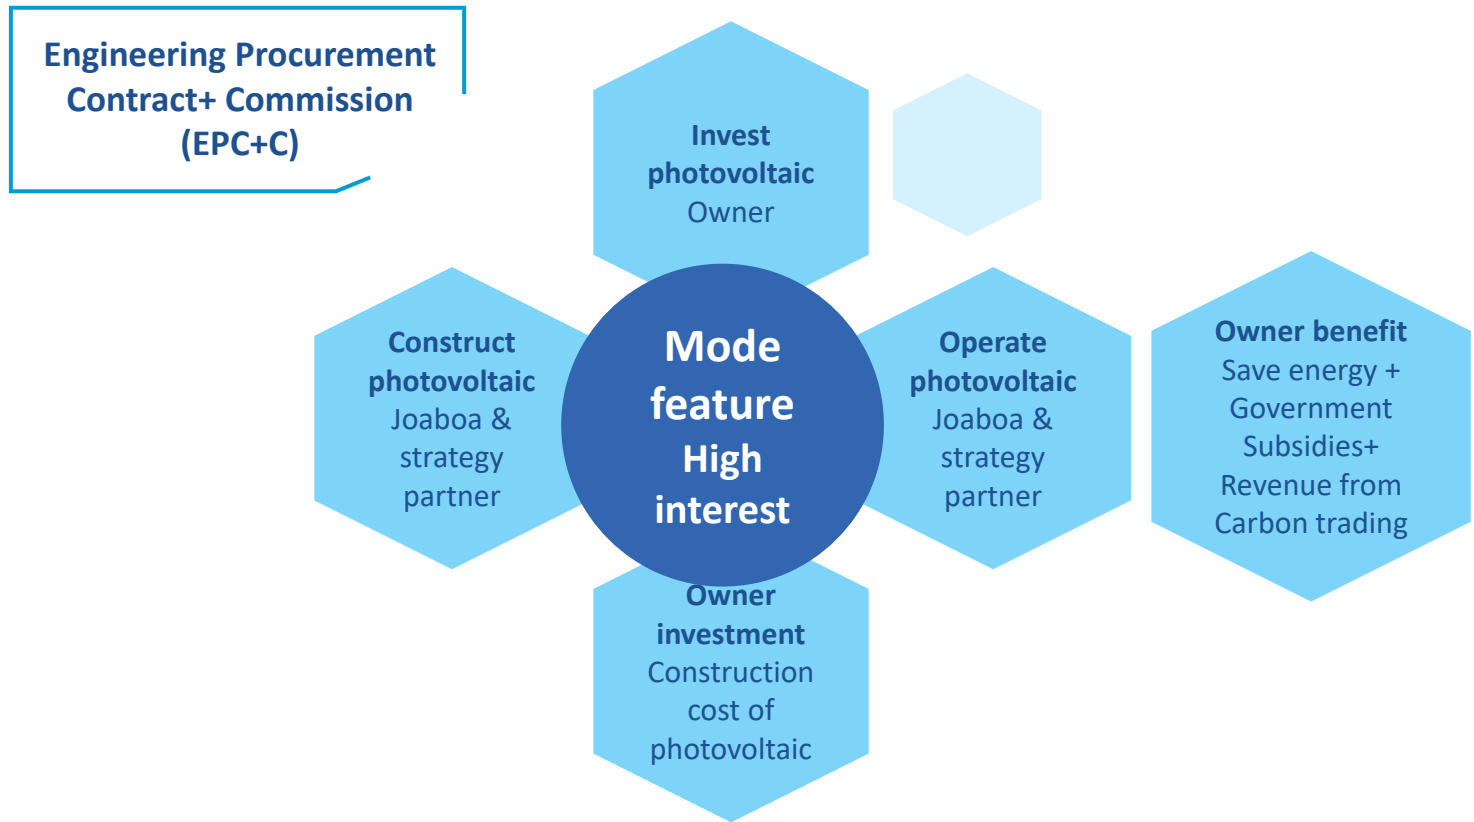 Engineering Procurement
Contract+ Commission
(EPC+C)
Invest
photovoltaic
Owner
Construct
photovoltaic
Joaboa &
strategy
partner
Mode
feature
High
interest
Operate
photovoltaic
Joaboa &
strategy
partner
Owner benefit
Save energy +
Government
Subsidies+
Revenue from
Carbon trading
Owner
investment
Construction
cost of
photovoltaic